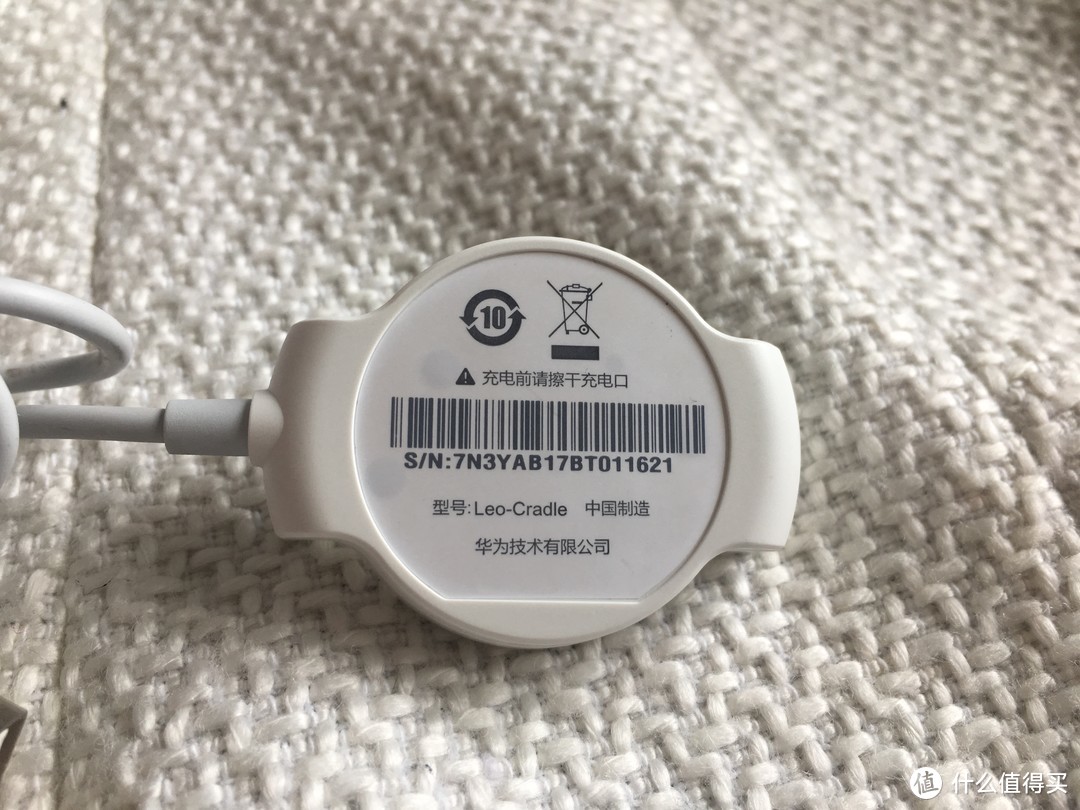 10
充电前请擦干充电口
S/N:7N3YAB17BT011621
型号:Leo-Cradle 中国制造
华为技术有限公司
值 什么值得买